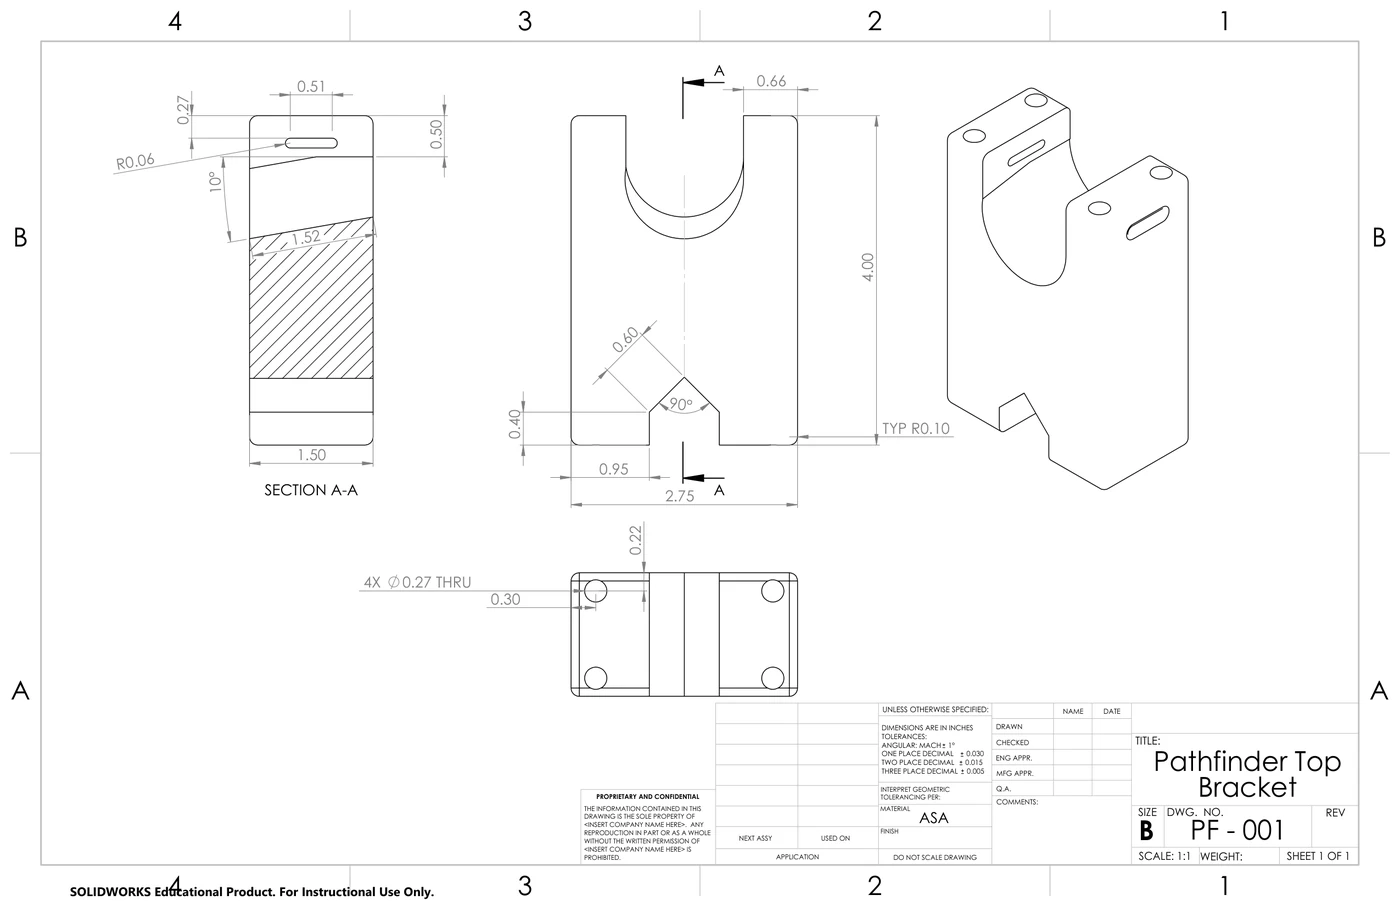 4 3 2 1
A
0.51
0.66
0.27
0.50
R0.06
10°
B
B
1.52
4.00
0.60
90°
0.40
TYP R0.10
1.50
0.95
SECTION A-A
A
2.75
0.22
4X Ø0.27 THRU
0.30
A
A
UNLESS OTHERWISE SPECIFIED:
DIMENSIONS ARE IN INCHES
TOLERANCES:
ANGULAR: MACH± 1°
ONE PLACE DECIMAL ± 0.030
TWO PLACE DECIMAL ± 0.015
THREE PLACE DECIMAL ± 0.005
INTERPRET GEOMETRIC
TOLERANCING PER:
MATERIAL
ASA
FINISH
DO NOT SCALE DRAWING
NAME DATE
DRAWN
CHECKED
ENG APPR.
MFG APPR.
Q.A.
COMMENTS:
TITLE:
Pathfinder Top
Bracket
SIZE DWG. NO. REV
B PF - 001
SCALE: 1:1 WEIGHT: SHEET 1 OF 1
PROPRIETARY AND CONFIDENTIAL
THE INFORMATION CONTAINED IN THIS
DRAWING IS THE SOLE PROPERTY OF
<INSERT COMPANY NAME HERE>. ANY
REPRODUCTION IN PART OR AS A WHOLE
WITHOUT THE WRITTEN PERMISSION OF
<INSERT COMPANY NAME HERE> IS
PROHIBITED.
NEXT ASSY USED ON
APPLICATION
4 3 2 1
SOLIDWORKS Educational Product. For Instructional Use Only.